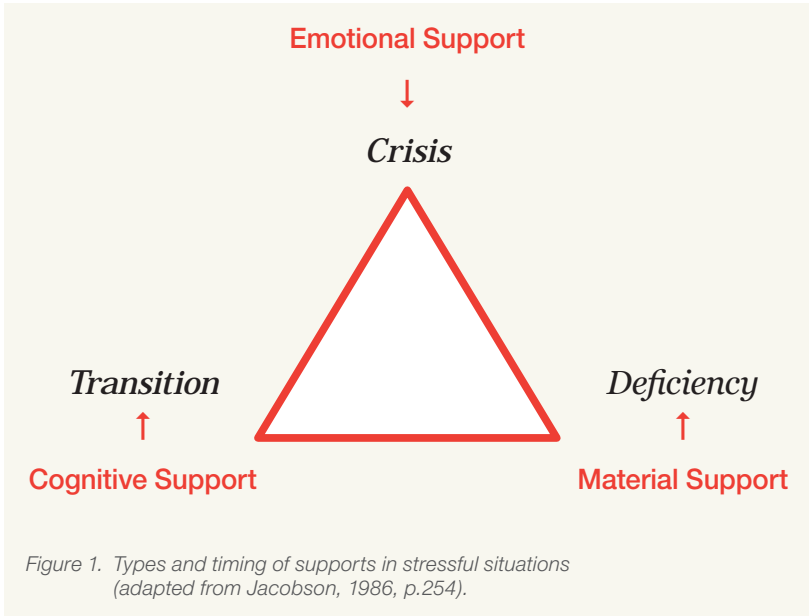 Emotional Support
↓
Crisis
Transition
Deficiency
↑
↑
Cognitive Support
Material Support
Figure 1. Types and timing of supports in stressful situations
(adapted from Jacobson, 1986, p.254).